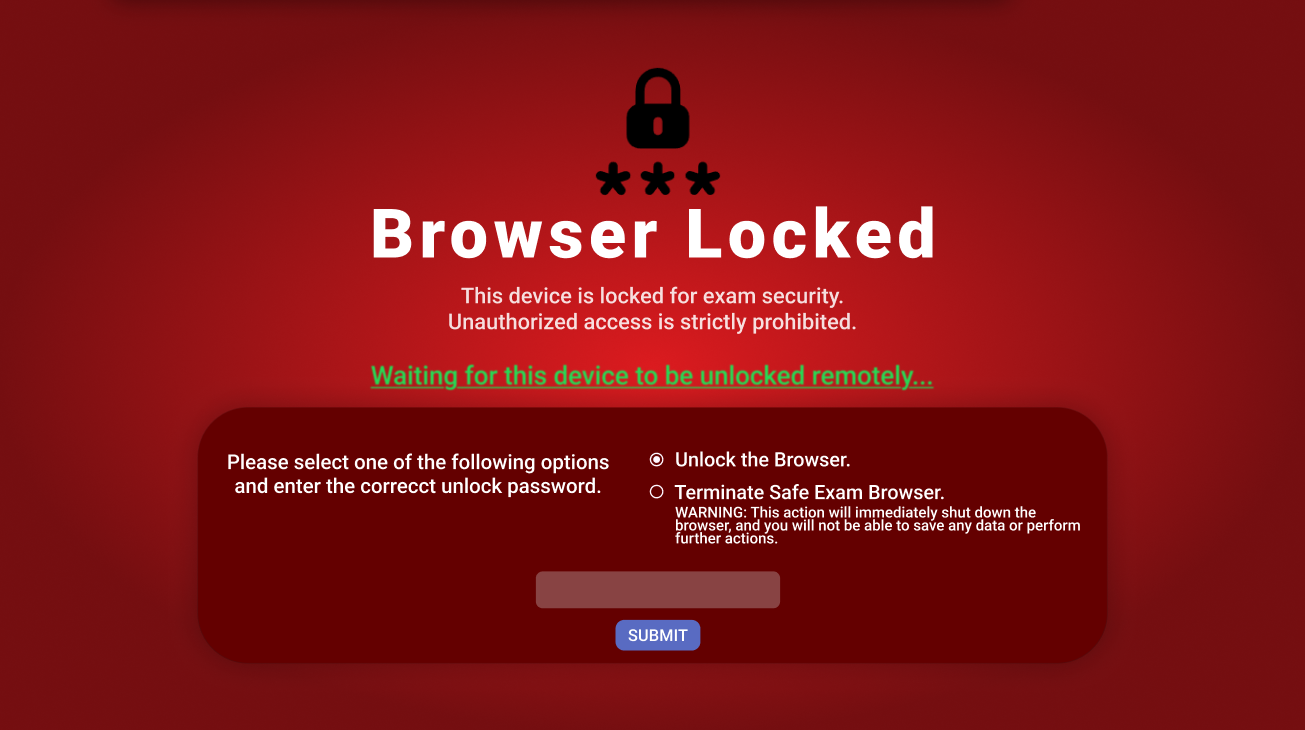 ***
Browser Locked
This device is locked for exam security.
Unauthorized access is strictly prohibited.
Waiting for this device to be unlocked remotely...
Please select one of the following options
and enter the correcct unlock password.
Unlock the Browser.
Terminate Safe Exam Browser.
WARNING: This action will immediately shut down the
browser, and you will not be able to save any data or perform
further actions.
SUBMIT